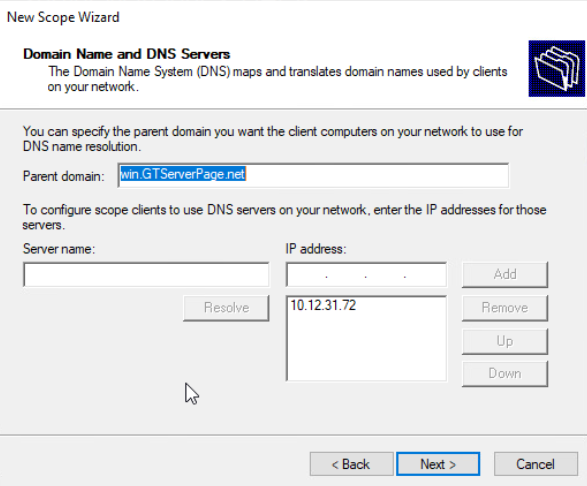 New Scope Wizard
Domain Name and DNS Servers
The Domain Name System (DNS) maps and translates domain names used by clients
on your network.
You can specify the parent domain you want the client computers on your network to use for
DNS name resolution.
Parent domain: win.GTServerPage.net
To configure scope clients to use DNS servers on your network, enter the IP addresses for those
servers.
Server name: IP address:
. . . Add
Resolve 10.12.31.72 Remove
Up
Down
< Back Next > Cancel